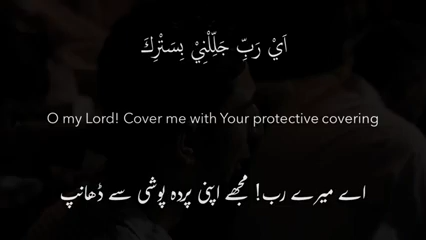 اَيْ رَبِّ جَلِّلْنِيْ بِسَتْرِكَ
O my Lord! Cover me with Your protective covering
اے میرے رب! مجھے اپنی پردہ پوشی سے ڈھانپ